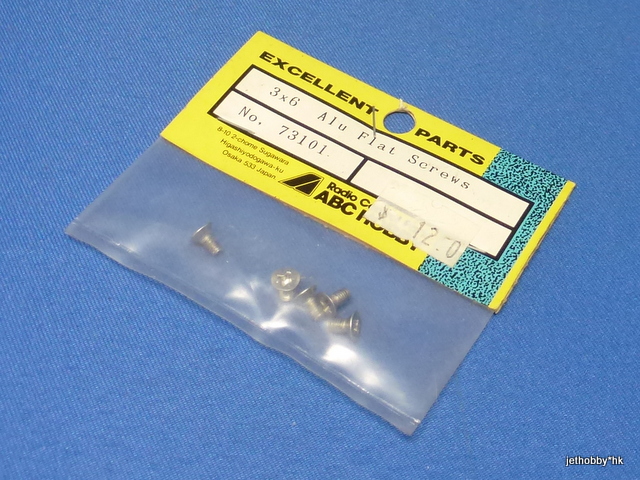 EXCELLENT PARTS
3x6 Alu Flat Screws
No. 73101
8-10 2-chome Sugawara
Higashiyodogawa-ku
Osaka 533 Japan
Radio
ABC HOBBY
12.0
jethobby*hk